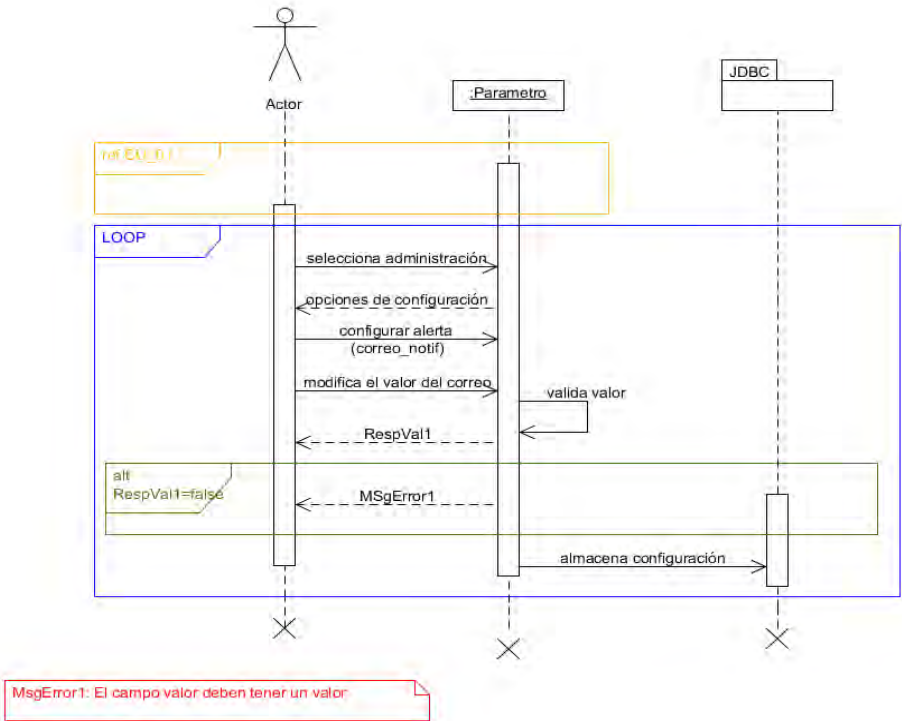 Actor
:Parametro
JDBC
ref
LOOP
selecciona administración
opciones de configuración
configurar alerta
(correo_notif)
modifica el valor del correo
valida valor
RespVal1
alt
RespVal1=false
MSgError1
almacena configuración
MsgError1: El campo valor deben tener un valor